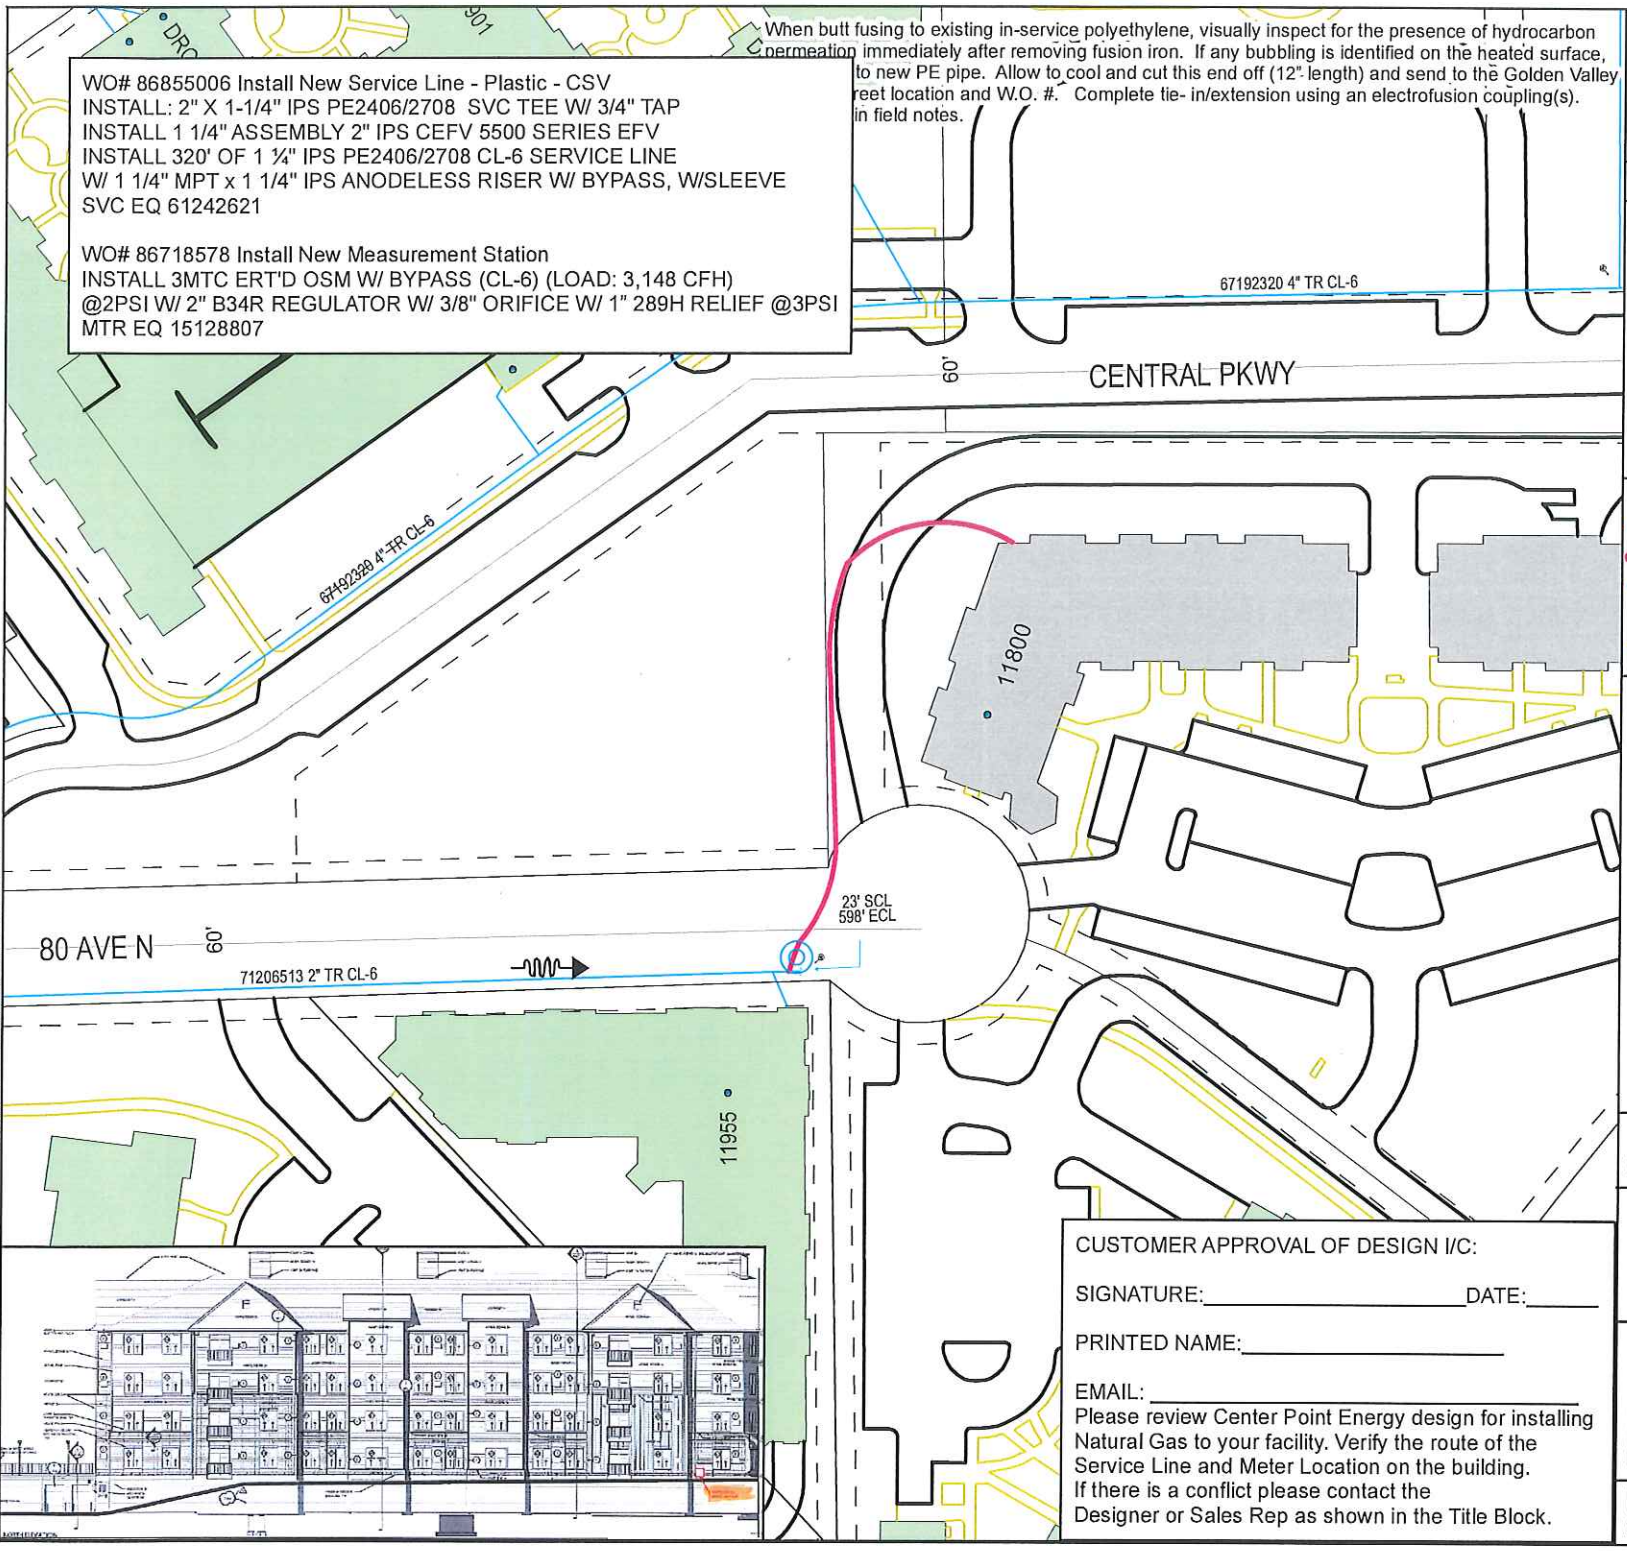 When butt fusing to existing in-service polyethylene, visually inspect for the presence of hydrocarbon
permeation immediately after removing fusion iron. If any bubbling is identified on the heated surface,
to new PE pipe. Allow to cool and cut this end off (12" length) and send to the Golden Valley
reet location and W.O. #. Complete tie- in/extension using an electrofusion coupling(s).
in field notes.
DRO
901
WO# 86855006 Install New Service Line - Plastic - CSV
INSTALL: 2" X 1-1/4" IPS PE2406/2708 SVC TEE W/ 3/4" TAP
INSTALL 1 1/4" ASSEMBLY 2" IPS CEFV 5500 SERIES EFV
INSTALL 320' OF 1 ¼" IPS PE2406/2708 CL-6 SERVICE LINE
W/ 1 1/4" MPT x 1 1/4" IPS ANODELESS RISER W/ BYPASS, W/SLEEVE
SVC EQ 61242621
WO# 86718578 Install New Measurement Station
INSTALL 3MTC ERT'D OSM W/ BYPASS (CL-6) (LOAD: 3,148 CFH)
@2PSI W/ 2" B34R REGULATOR W/ 3/8" ORIFICE W/ 1" 289H RELIEF @3PSI
MTR EQ 15128807
67192320 4" TR CL-6
60'
CENTRAL PKWY
67192320 4" TR CL-6
11800
23' SCL
598' ECL
80 AVE N
60'
71206513 2" TR CL-6
11955
CUSTOMER APPROVAL OF DESIGN I/C:
SIGNATURE: DATE:
PRINTED NAME:
EMAIL:
Please review Center Point Energy design for installing
Natural Gas to your facility. Verify the route of the
Service Line and Meter Location on the building.
If there is a conflict please contact the
Designer or Sales Rep as shown in the Title Block.